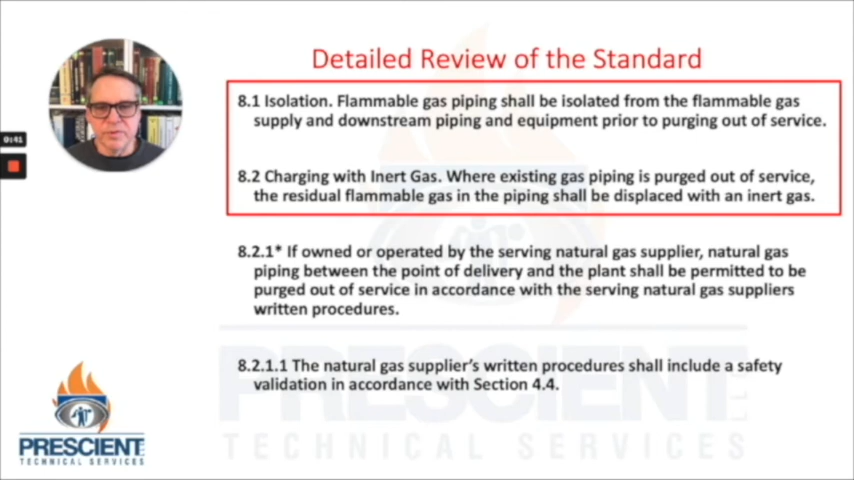 Detailed Review of the Standard
8.1 Isolation. Flammable gas piping shall be isolated from the flammable gas
supply and downstream piping and equipment prior to purging out of service.
8.2 Charging with Inert Gas. Where existing gas piping is purged out of service,
the residual flammable gas in the piping shall be displaced with an inert gas.
8.2.1* If owned or operated by the serving natural gas supplier, natural gas
piping between the point of delivery and the plant shall be permitted to be
purged out of service in accordance with the serving natural gas suppliers
written procedures.
8.2.1.1 The natural gas supplier's written procedures shall include a safety
validation in accordance with Section 4.4.
0:41
PRESCIENT
TECHNICAL SERVICES
PRESCIENT
TECHNICAL SERVICES